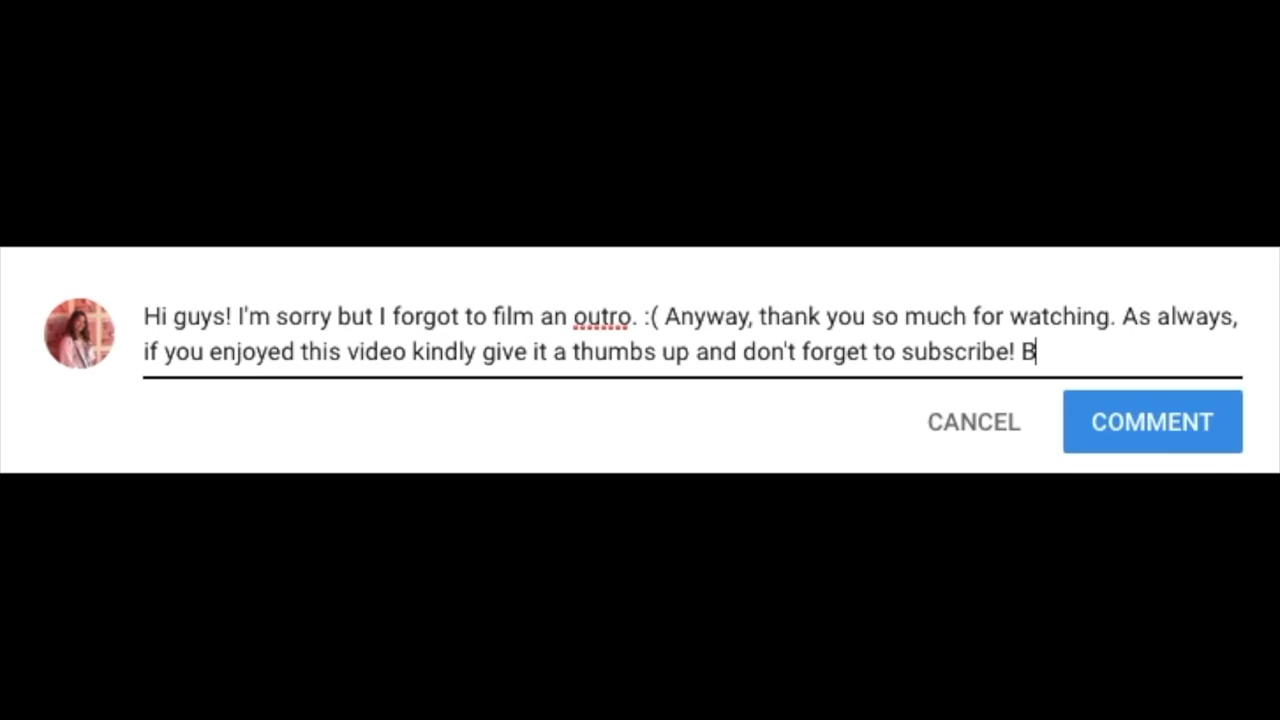 Hi guys! I'm sorry but I forgot to film an outro. :( Anyway, thank you so much for watching. As always,
if you enjoyed this video kindly give it a thumbs up and don't forget to subscribe! B
CANCEL COMMENT